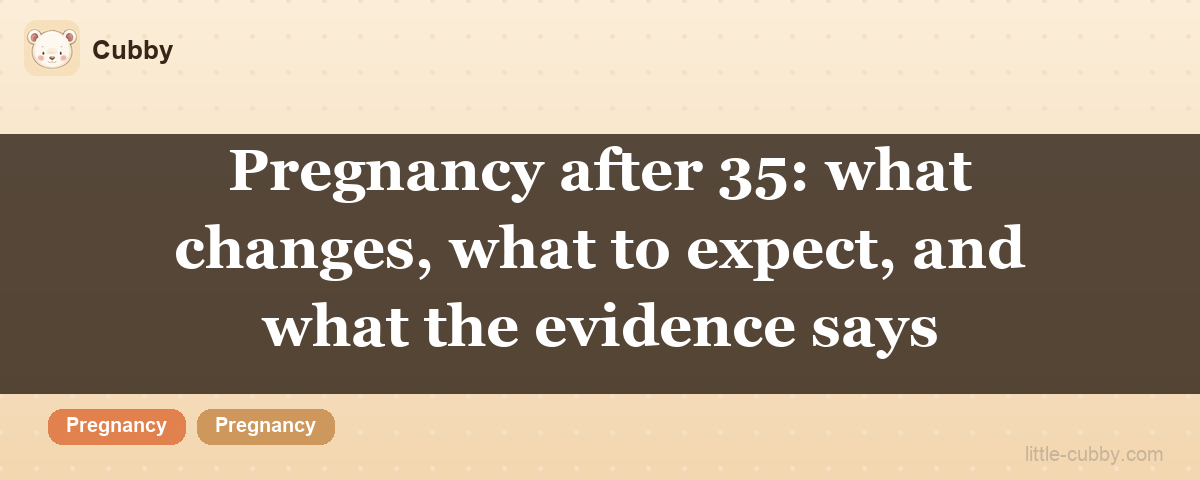 Cubby
Pregnancy after 35: what
changes, what to expect, and
what the evidence says
Pregnancy Pregnancy
little-cubby.com